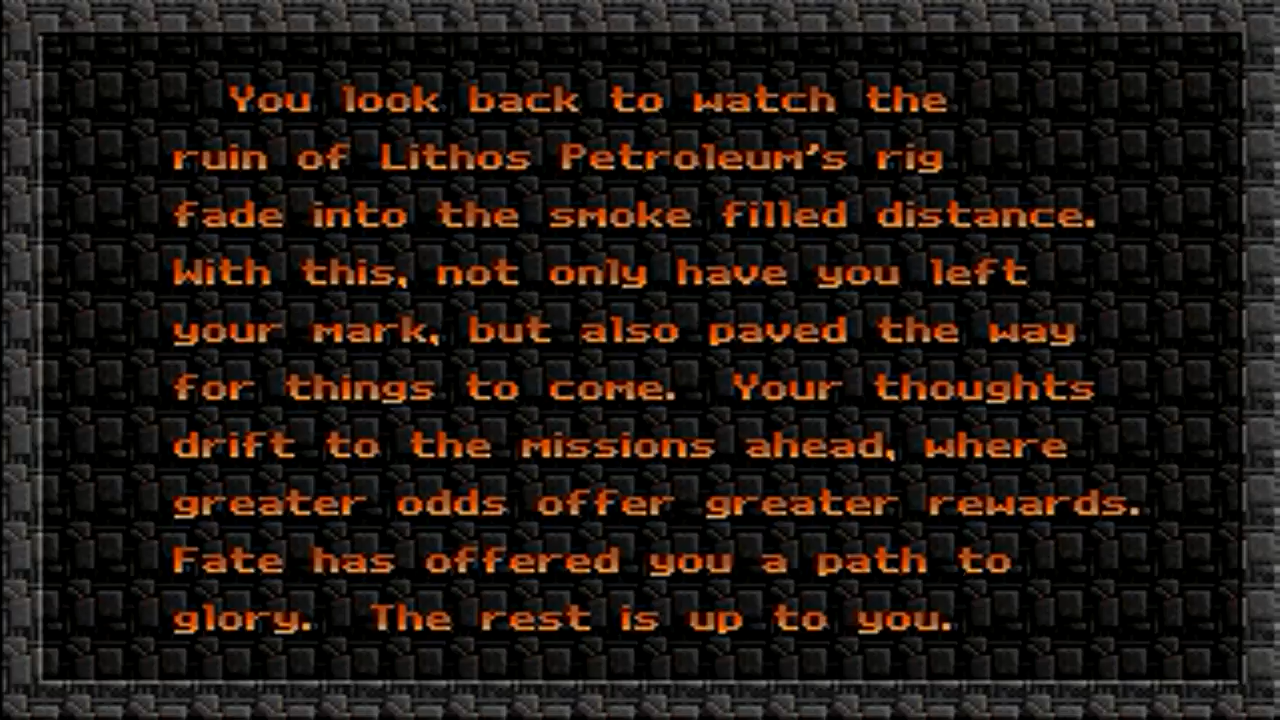 You look back to watch the
ruin of Lithos Petroleum's rig
fade into the smoke filled distance.
With this, not only have you left
your mark, but also paved the way
for things to come.  Your thoughts
drift to the missions ahead, where
greater odds offer greater rewards.
Fate has offered you a path to
glory.  The rest is up to you.